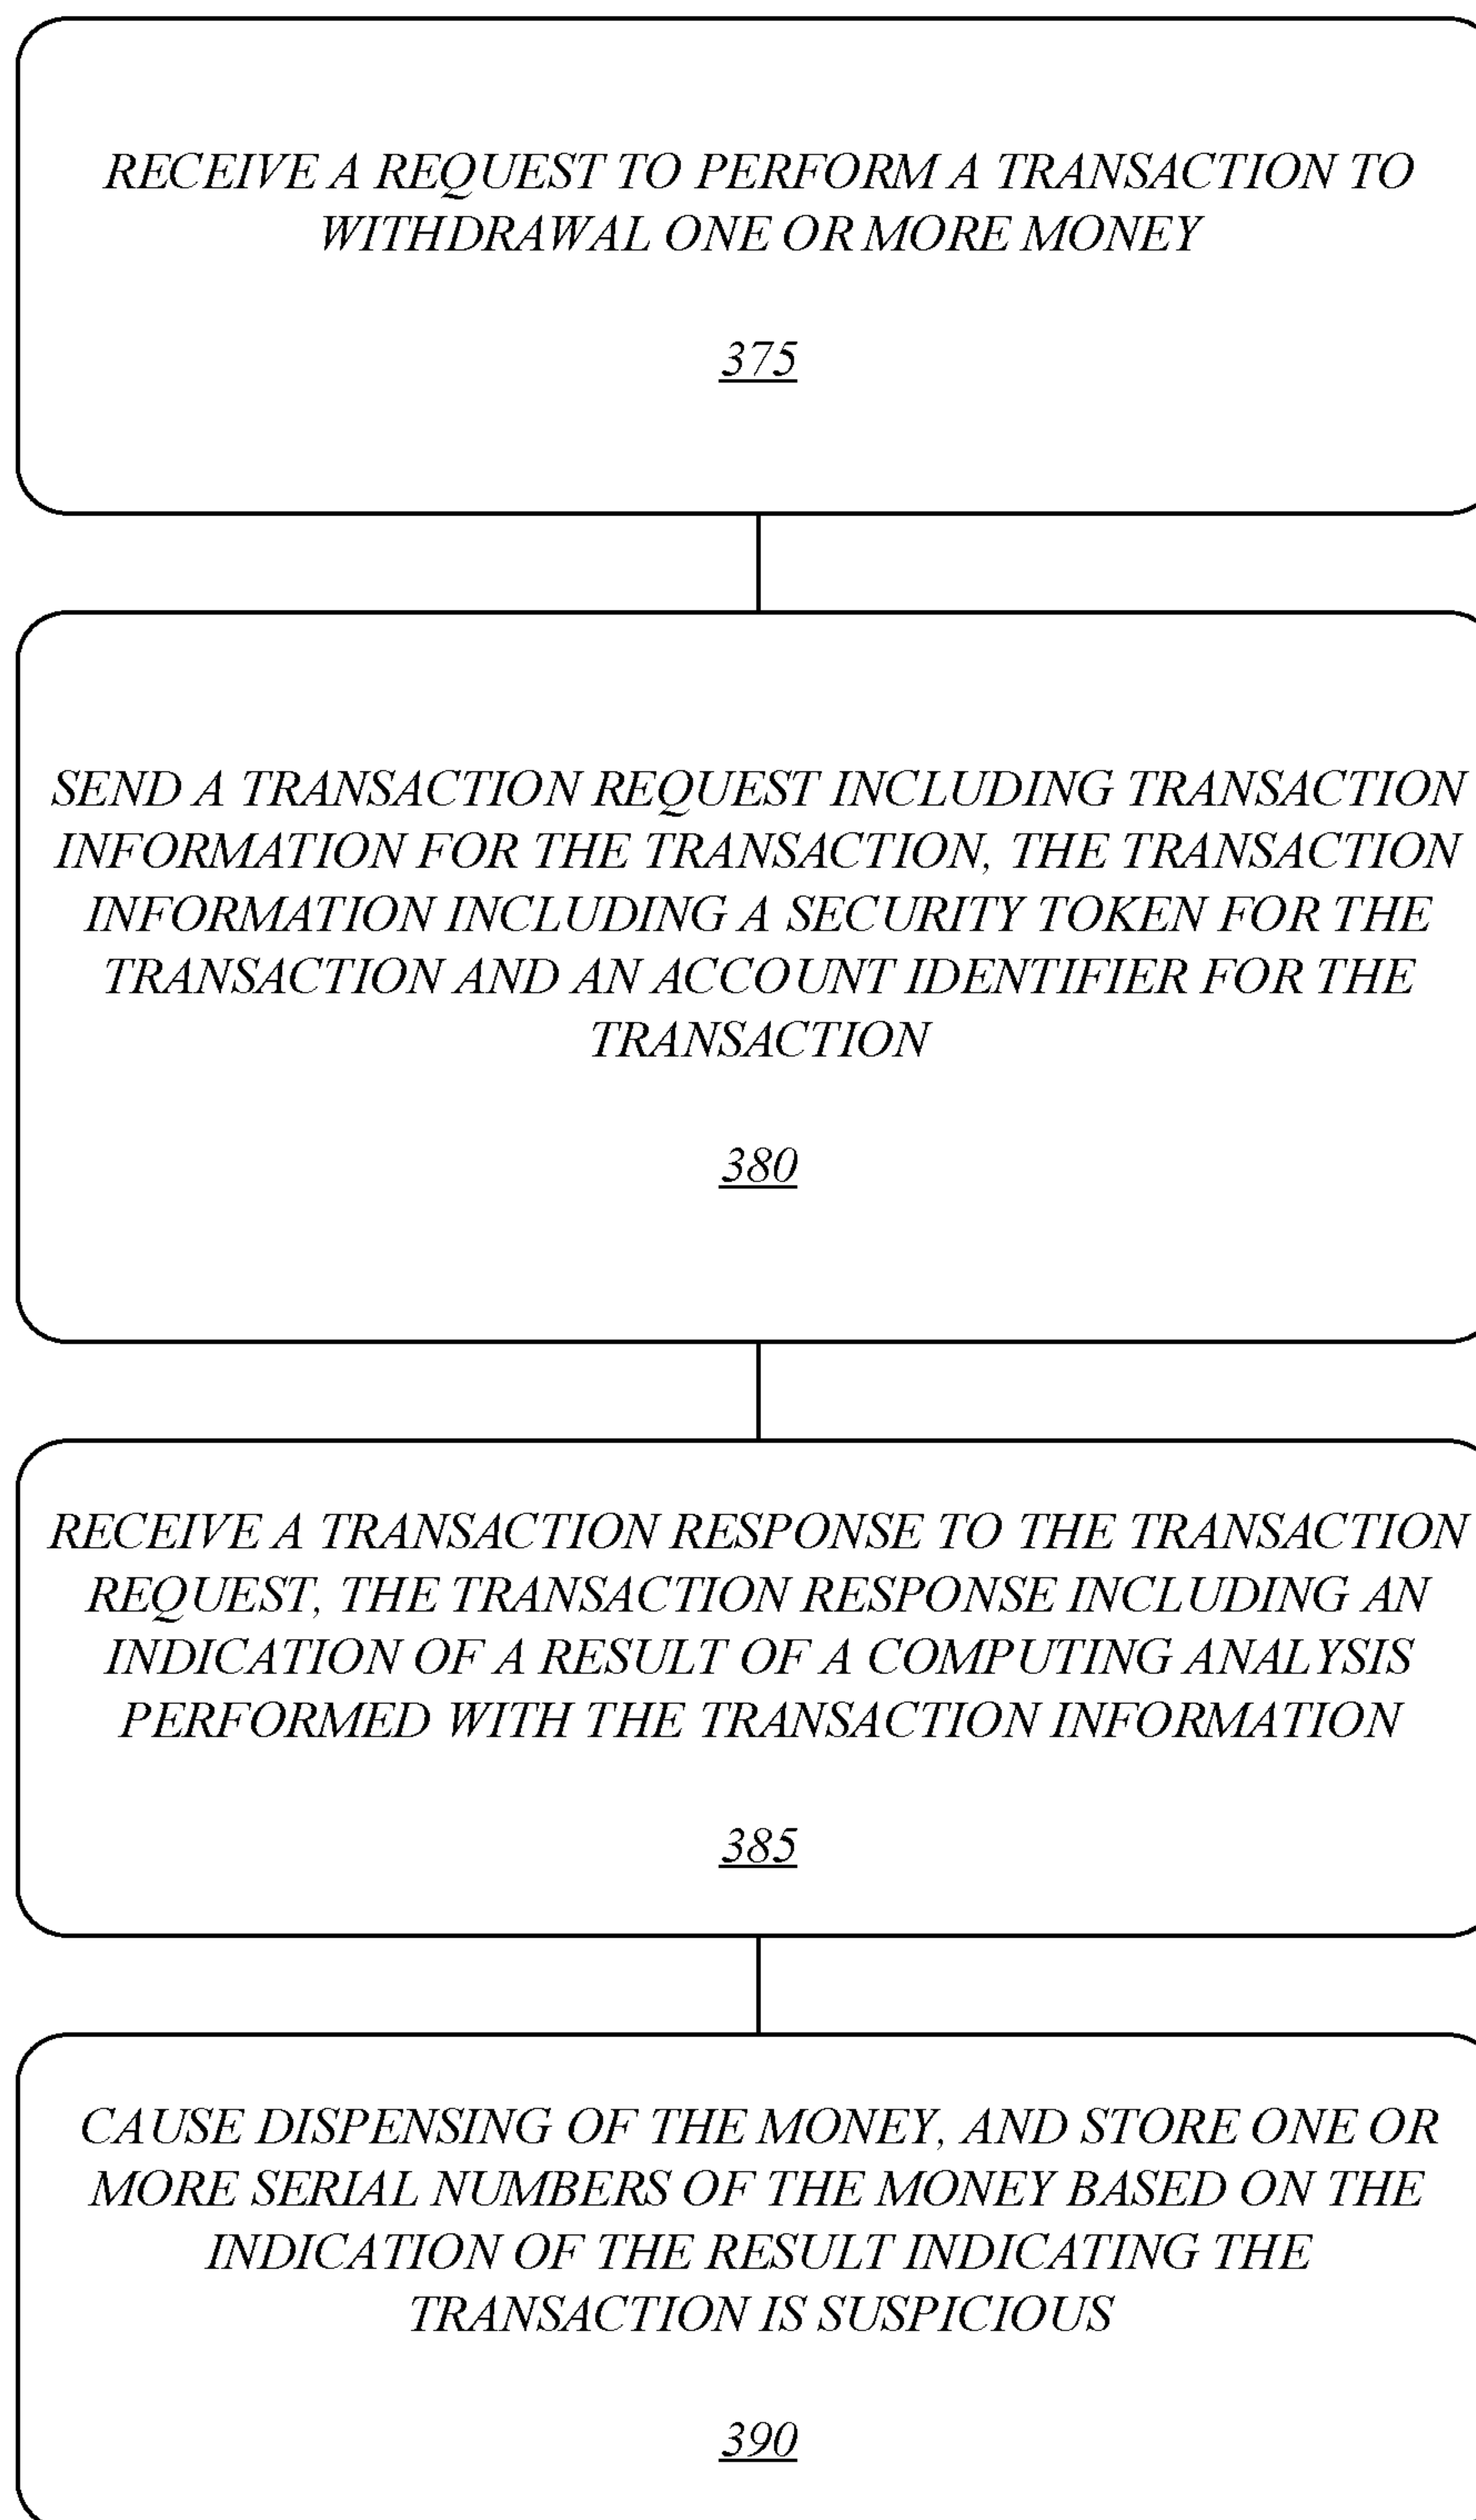 RECEIVE A REQUEST TO PERFORM A TRANSACTION TO
WITHDRAWAL ONE OR MORE MONEY
375
SEND A TRANSACTION REQUEST INCLUDING TRANSACTION
INFORMATION FOR THE TRANSACTION, THE TRANSACTION
INFORMATION INCLUDING A SECURITY TOKEN FOR THE
TRANSACTION AND AN ACCOUNT IDENTIFIER FOR THE
TRANSACTION
380
RECEIVE A TRANSACTION RESPONSE TO THE TRANSACTION
REQUEST, THE TRANSACTION RESPONSE INCLUDING AN
INDICATION OF A RESULT OF A COMPUTING ANALYSIS
PERFORMED WITH THE TRANSACTION INFORMATION
385
CAUSE DISPENSING OF THE MONEY, AND STORE ONE OR
MORE SERIAL NUMBERS OF THE MONEY BASED ON THE
INDICATION OF THE RESULT INDICATING THE
TRANSACTION IS SUSPICIOUS
390